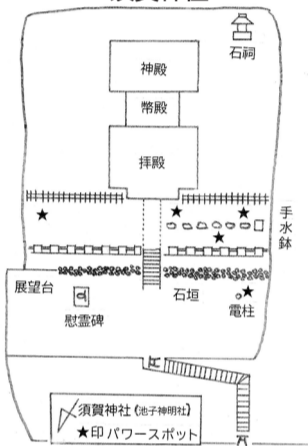 石祠
神殿
幣殿
拝殿
手水鉢
展望台
石垣
慰霊碑
電柱
須賀神社(池子神明社)
★印パワースポット